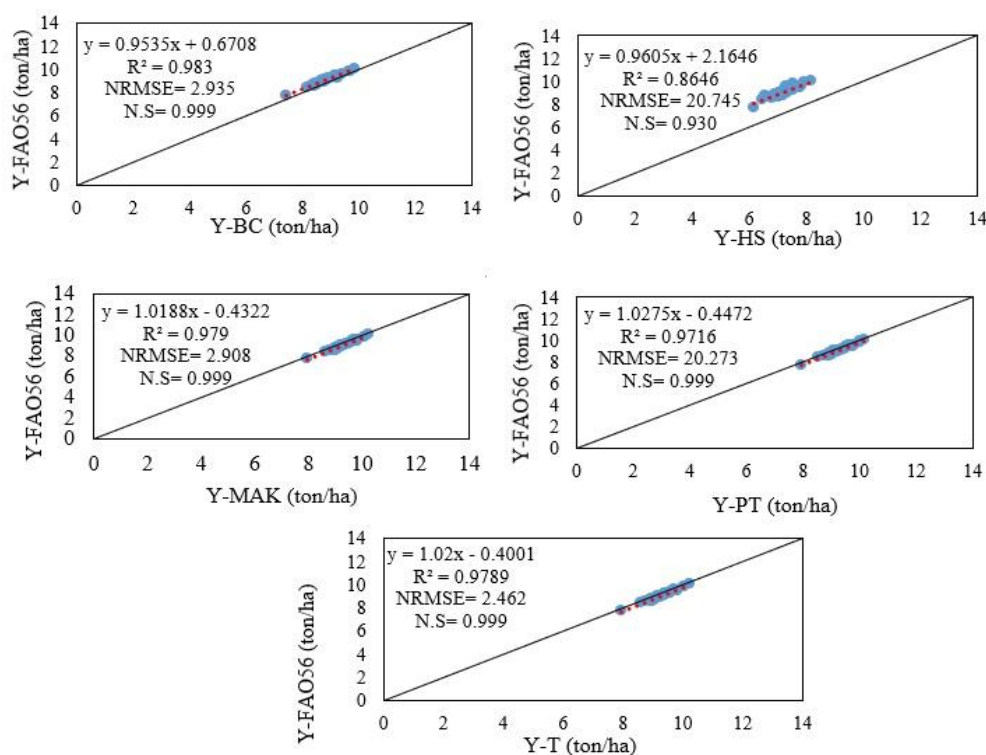 14
12
10
8
6
4
2
0
Y-FAO56 (ton/ha)
y = 0.9535x + 0.6708
R² = 0.983
NRMSE= 2.935
N.S= 0.999
0 2 4 6 8 10 12 14
Y-BC (ton/ha)
14
12
10
8
6
4
2
0
Y-FAO56 (ton/ha)
y = 0.9605x + 2.1646
R² = 0.8646
NRMSE= 20.745
N.S= 0.930
0 2 4 6 8 10 12 14
Y-HS (ton/ha)
14
12
10
8
6
4
2
0
Y-FAO56 (ton/ha)
y = 1.0188x - 0.4322
R² = 0.979
NRMSE= 2.908
N.S= 0.999
0 2 4 6 8 10 12 14
Y-MAK (ton/ha)
14
12
10
8
6
4
2
0
Y-FAO56 (ton/ha)
y = 1.0275x - 0.4472
R² = 0.9716
NRMSE= 20.273
N.S= 0.999
0 2 4 6 8 10 12 14
Y-PT (ton/ha)
14
12
10
8
6
4
2
0
Y-FAO56 (ton/ha)
y = 1.02x - 0.4001
R² = 0.9789
NRMSE= 2.462
N.S= 0.999
0 2 4 6 8 10 12 14
Y-T (ton/ha)